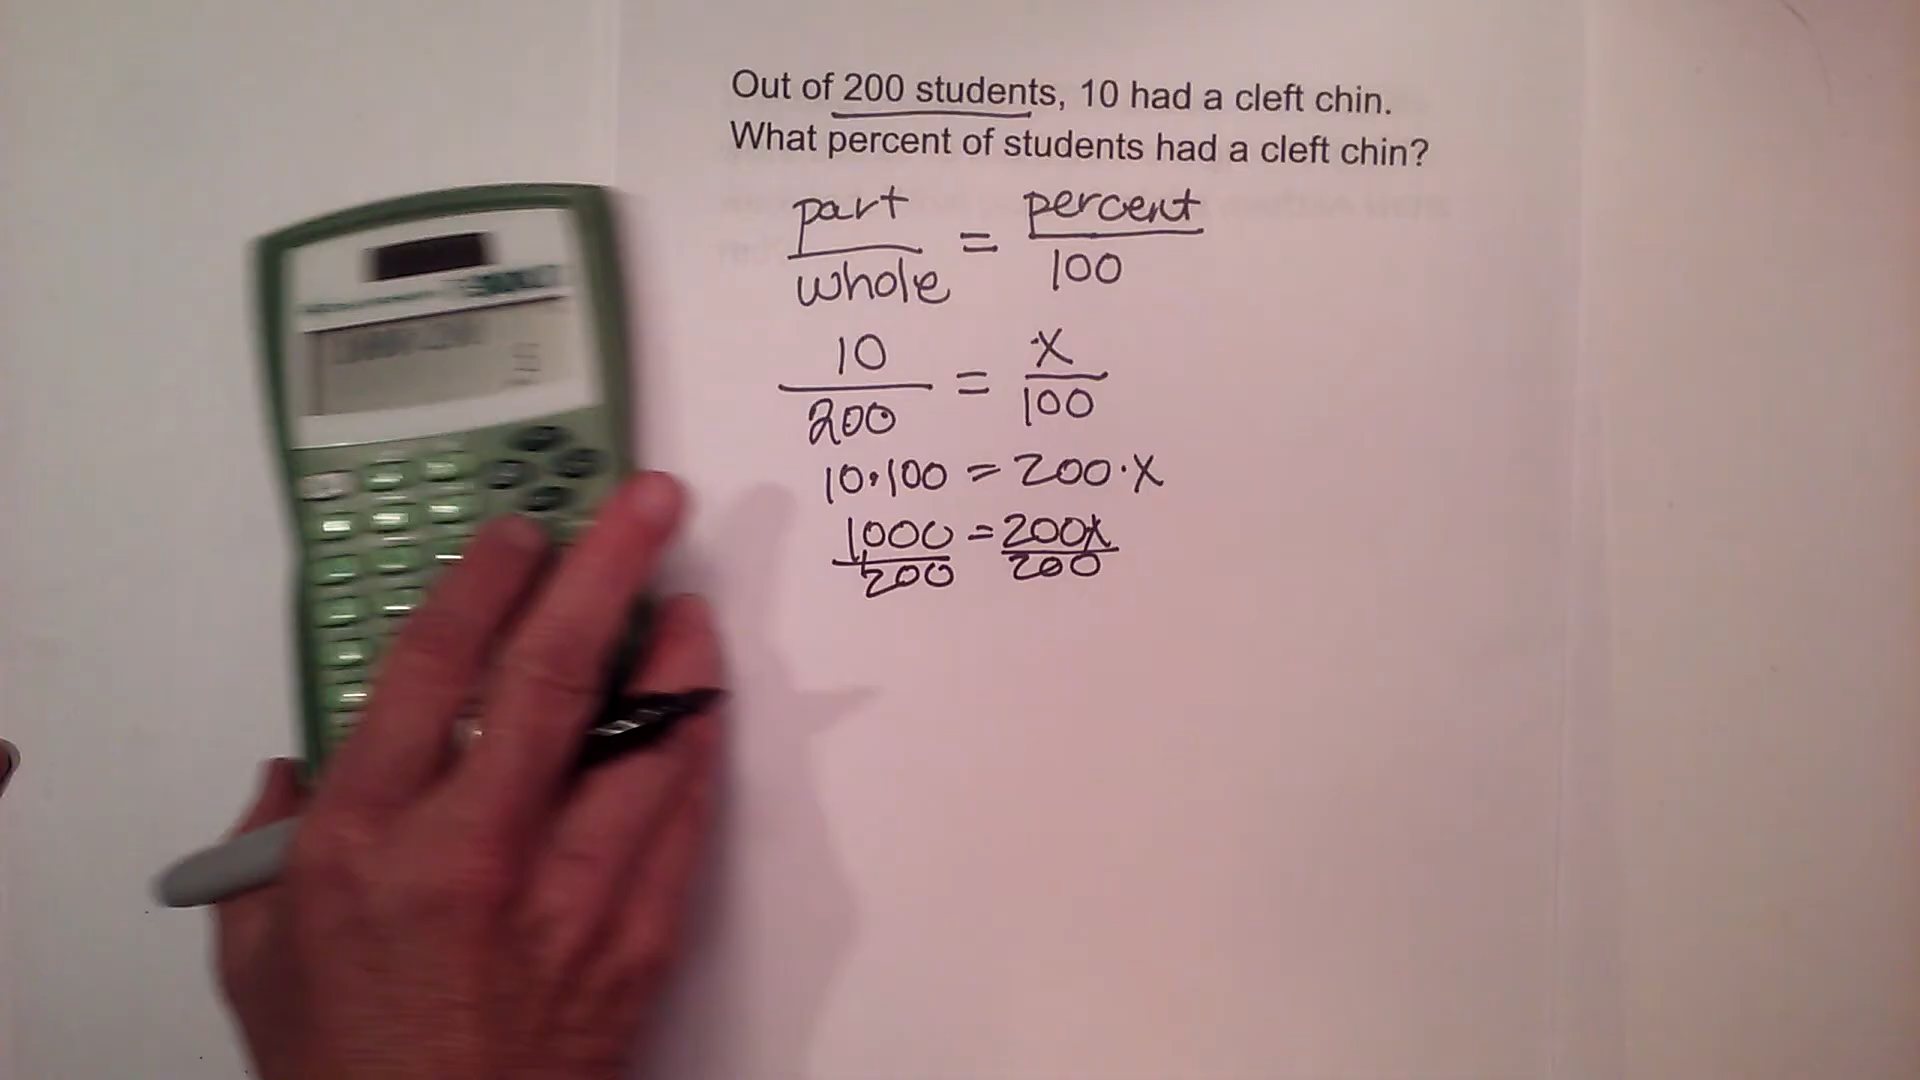 Out of 200 students, 10 had a cleft chin.
What percent of students had a cleft chin?
part = percent
whole 100
10 = x
200 100
10·100 = 200·x
1000 = 200x
200 200